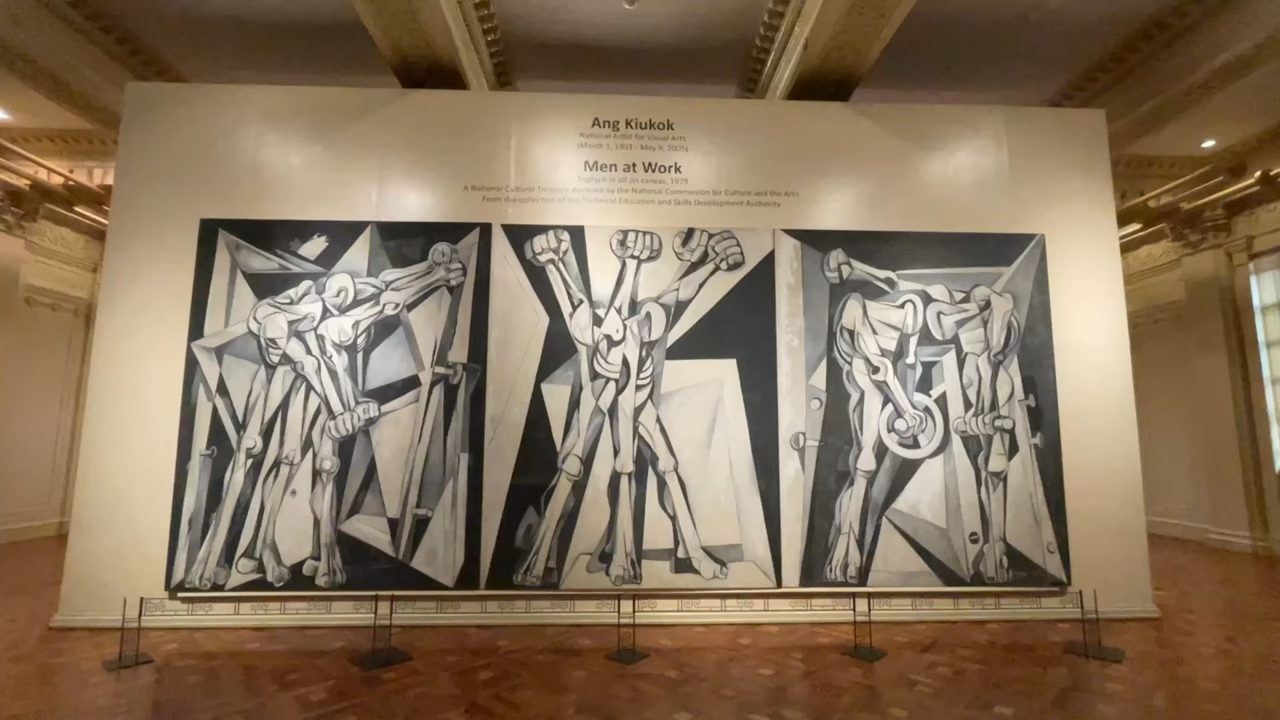 Ang Kiukok
National Artist for Visual Arts
(March 1, 1931 - May 9, 2005)
Men at Work
Triptych in oil on canvas, 1979
A National Cultural Treasure declared by the National Commission for Culture and the Arts
From the collection of the Technical Education and Skills Development Authority